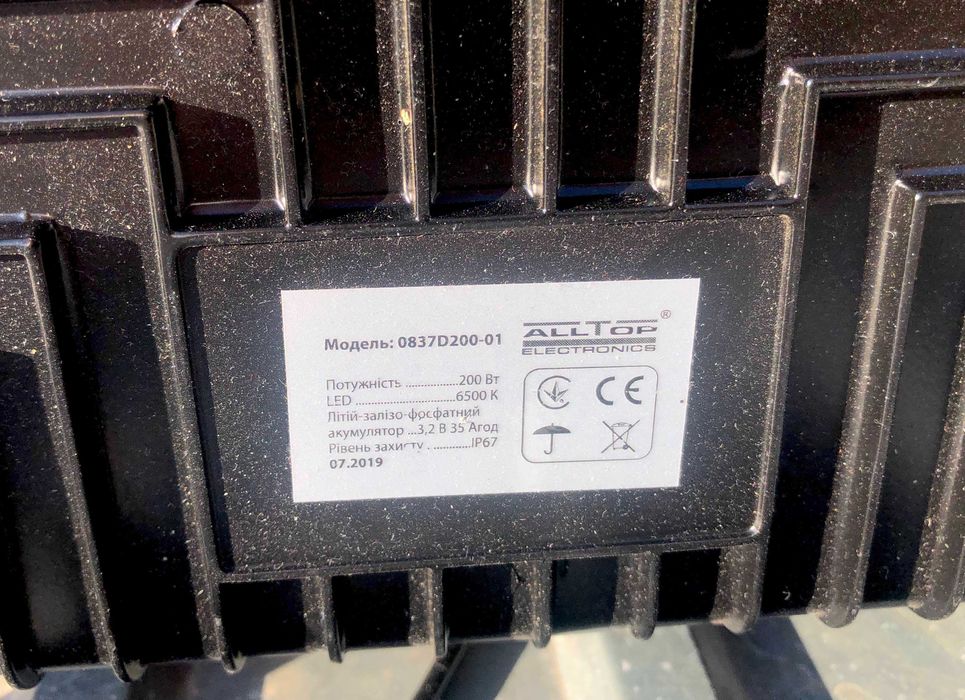 Модель: 0837D200-01
ALLTOP®
ELECTRONICS
Потужність ..............200 Вт
LED ..........................6500 К
Літій-залізо-фосфатний
акумулятор ...3,2 В 35 Агод
Рівень захисту . ...........IP67
07.2019
CE